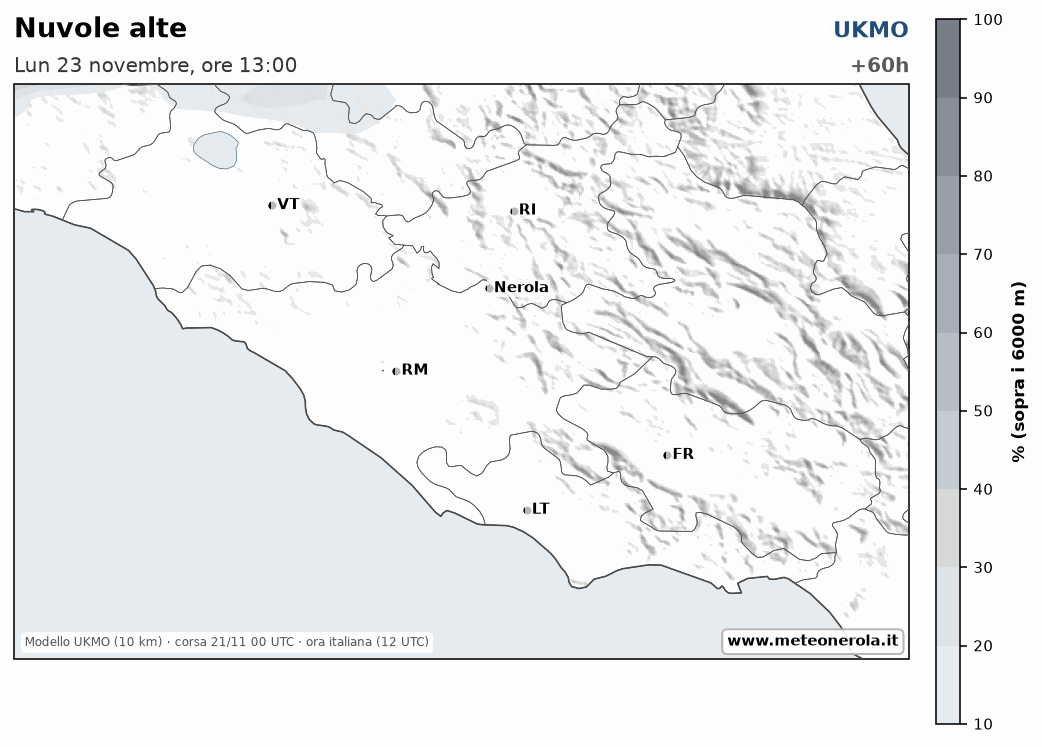 Nuvole alte
UKMO
Lun 23 novembre, ore 13:00
+60h
VT
RI
Nerola
RM
FR
LT
Modello UKMO (10 km) · corsa 21/11 00 UTC · ora italiana (12 UTC)
www.meteonerola.it
100
90
80
70
60
50
40
30
20
10
% (sopra i 6000 m)